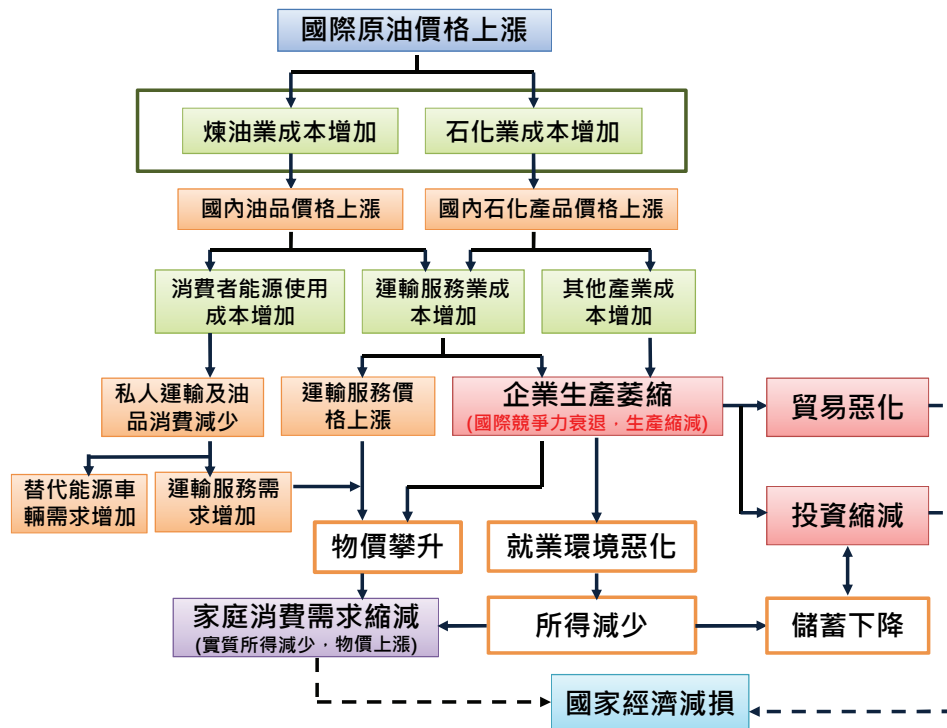 國際原油價格上漲
煉油業成本增加
石化業成本增加
國內油品價格上漲
國內石化產品價格上漲
消費者能源使用
成本增加
運輸服務業成
本增加
其他產業成
本增加
私人運輸及油
品消費減少
運輸服務價
格上漲
企業生產萎縮
(國際競爭力衰退，生產縮減)
貿易惡化
替代能源車
輛需求增加
運輸服務需
求增加
投資縮減
物價攀升
就業環境惡化
家庭消費需求縮減
(實質所得減少，物價上漲)
所得減少
儲蓄下降
國家經濟減損